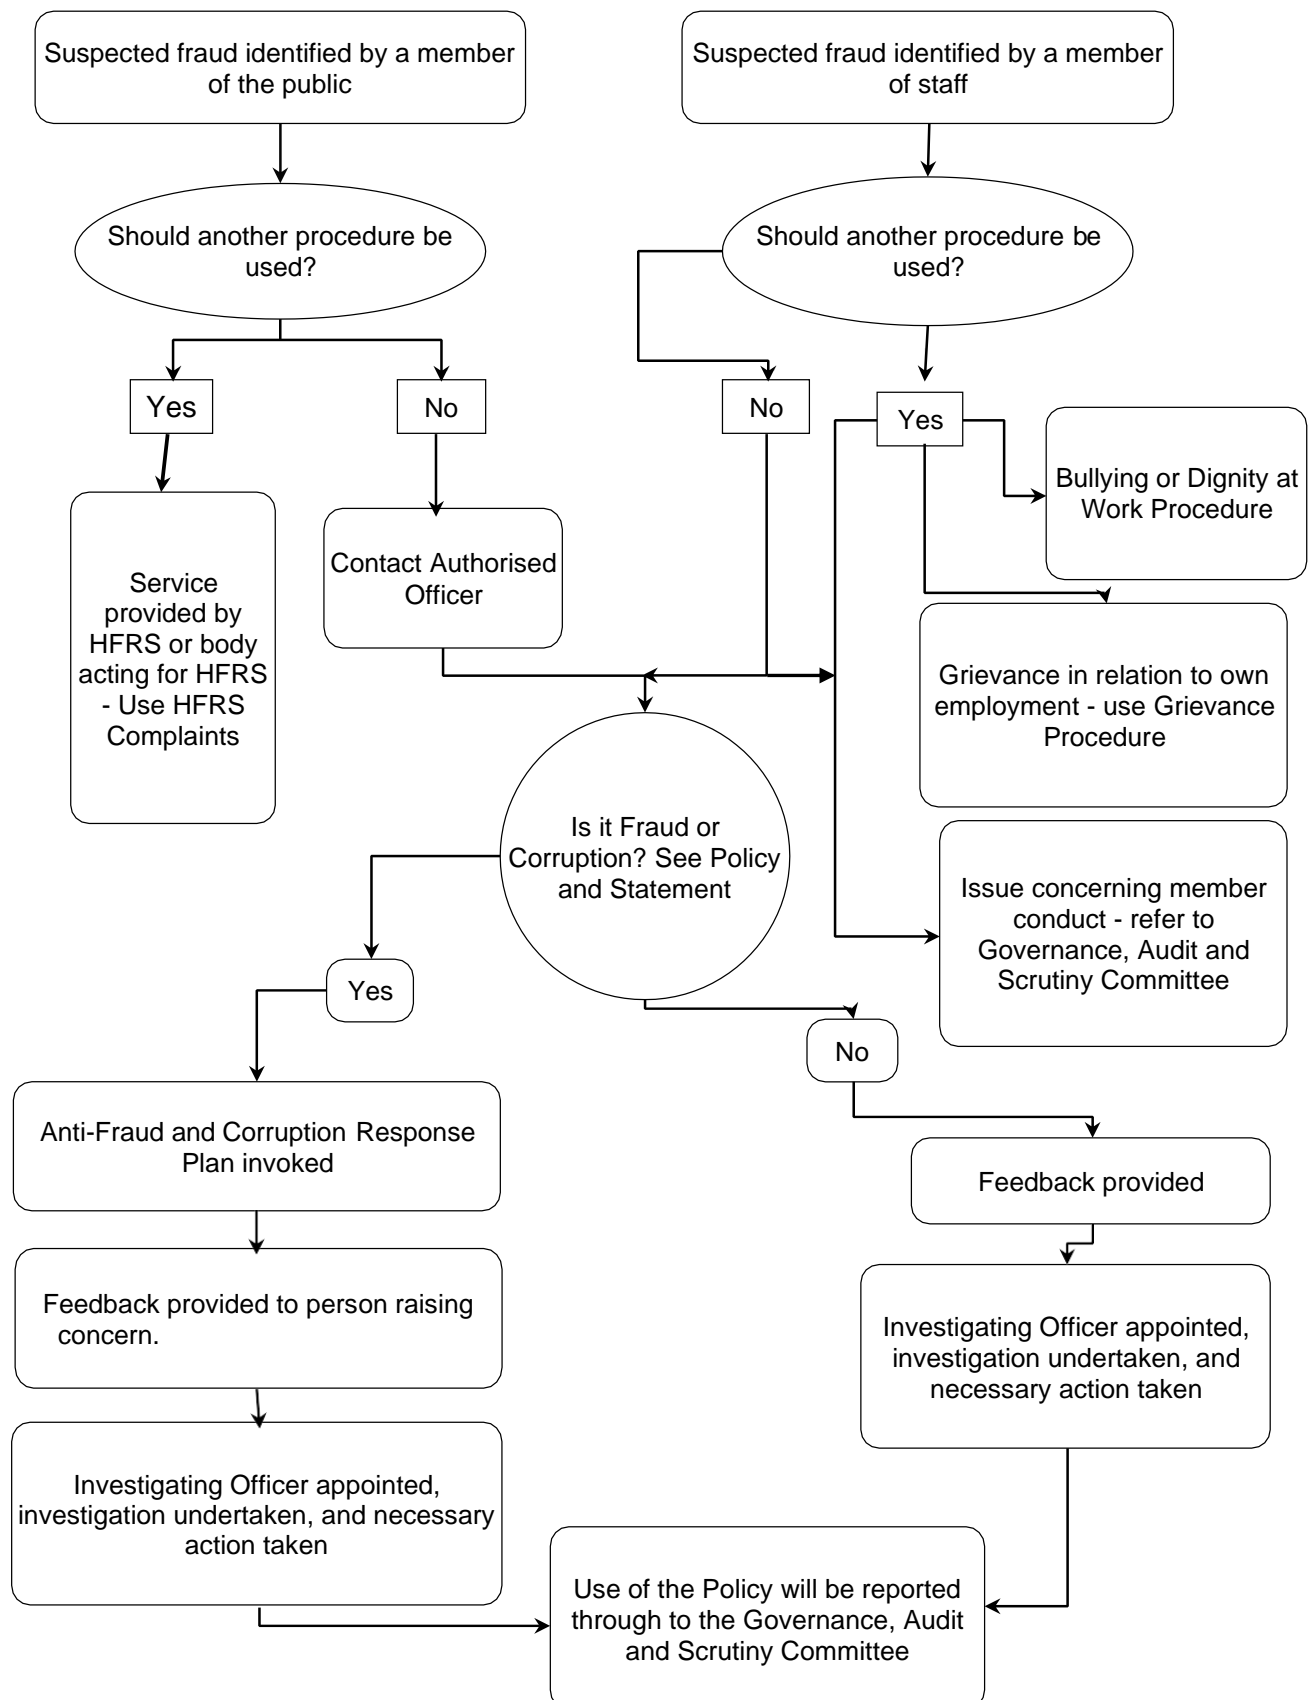 Suspected fraud identified by a member
of the public
Suspected fraud identified by a member
of staff
Should another procedure be
used?
Should another procedure be
used?
Yes
No
No
Yes
Bullying or Dignity at
Work Procedure
Service
provided by
HFRS or body
acting for HFRS
- Use HFRS
Complaints
Contact Authorised
Officer
Grievance in relation to own
employment - use Grievance
Procedure
Is it Fraud or
Corruption? See Policy
and Statement
Issue concerning member
conduct - refer to
Governance, Audit and
Scrutiny Committee
Yes
No
Anti-Fraud and Corruption Response
Plan invoked
Feedback provided
Feedback provided to person raising
concern.
Investigating Officer appointed,
investigation undertaken, and
necessary action taken
Investigating Officer appointed,
investigation undertaken, and necessary
action taken
Use of the Policy will be reported
through to the Governance, Audit
and Scrutiny Committee